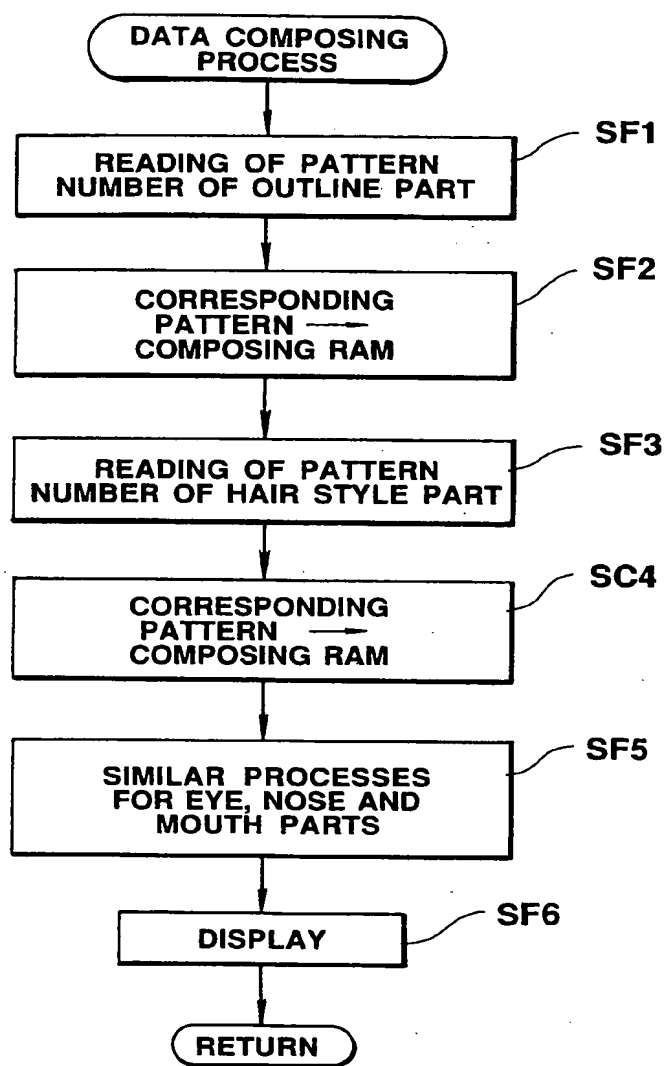 DATA COMPOSING
PROCESS
SF1
READING OF PATTERN
NUMBER OF OUTLINE PART
SF2
CORRESPONDING
PATTERN →
COMPOSING RAM
SF3
READING OF PATTERN
NUMBER OF HAIR STYLE PART
SC4
CORRESPONDING
PATTERN →
COMPOSING RAM
SF5
SIMILAR PROCESSES
FOR EYE, NOSE AND
MOUTH PARTS
SF6
DISPLAY
RETURN